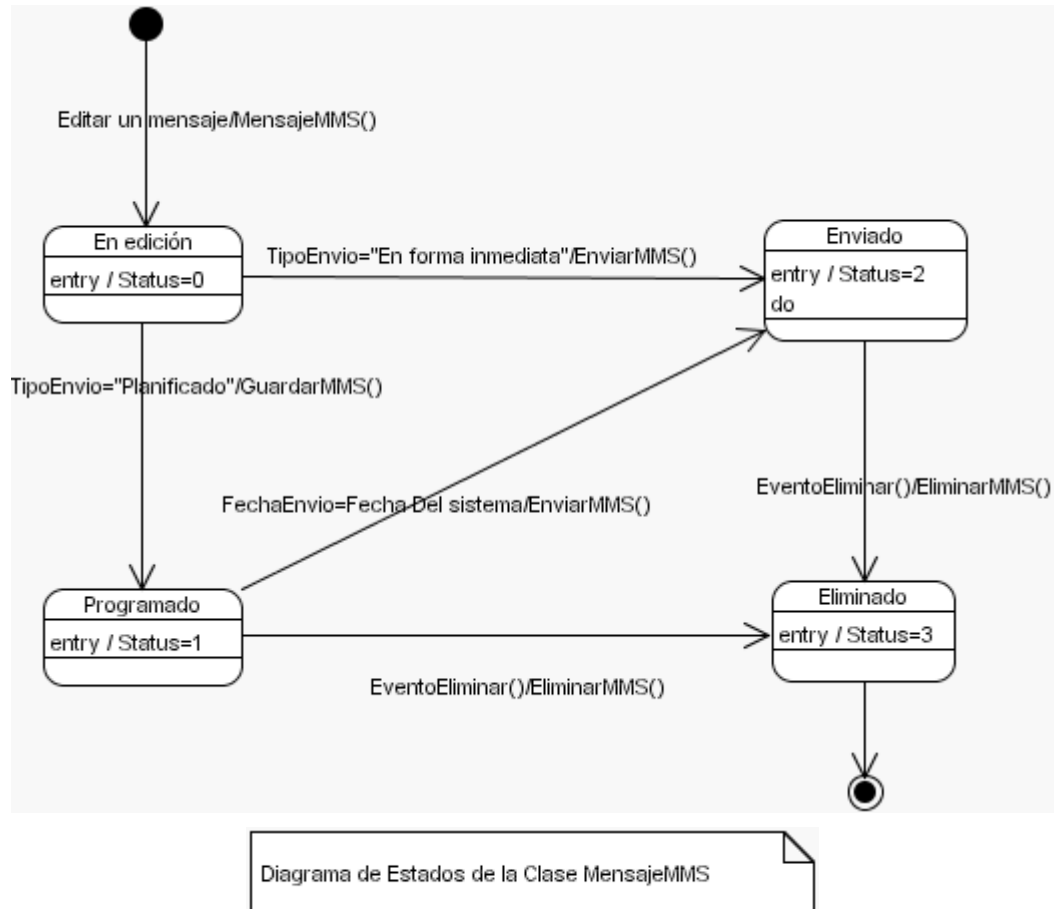 Editar un mensaje/MensajeMMS()
En edición
entry / Status=0
TipoEnvio="En forma inmediata"/EnviarMMS()
Enviado
entry / Status=2
do
TipoEnvio="Planificado"/GuardarMMS()
FechaEnvio=Fecha Del sistema/EnviarMMS()
EventoEliminar()/EliminarMMS()
Programado
entry / Status=1
EventoEliminar()/EliminarMMS()
Eliminado
entry / Status=3
Diagrama de Estados de la Clase MensajeMMS